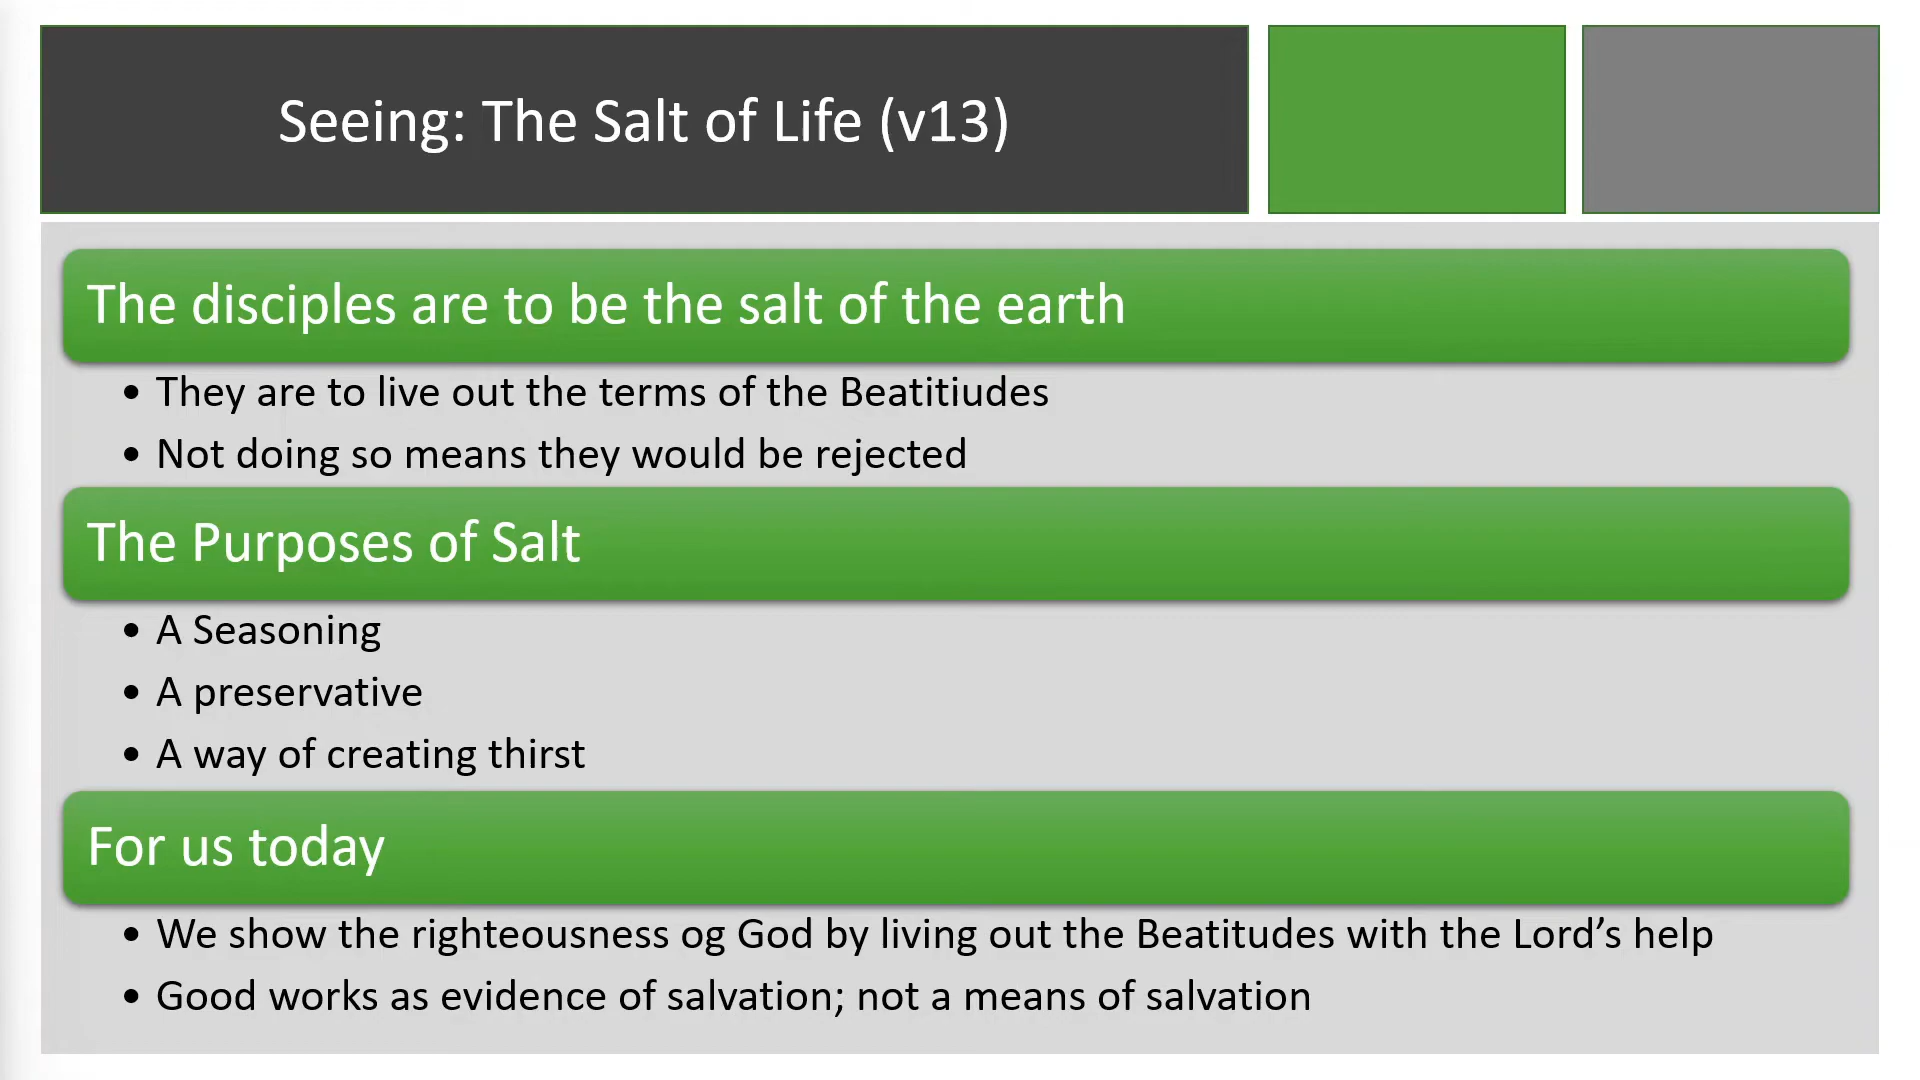 Seeing: The Salt of Life (v13)
The disciples are to be the salt of the earth
• They are to live out the terms of the Beatitiudes
• Not doing so means they would be rejected
The Purposes of Salt
• A Seasoning
• A preservative
• A way of creating thirst
For us today
• We show the righteousness og God by living out the Beatitudes with the Lord’s help
• Good works as evidence of salvation; not a means of salvation